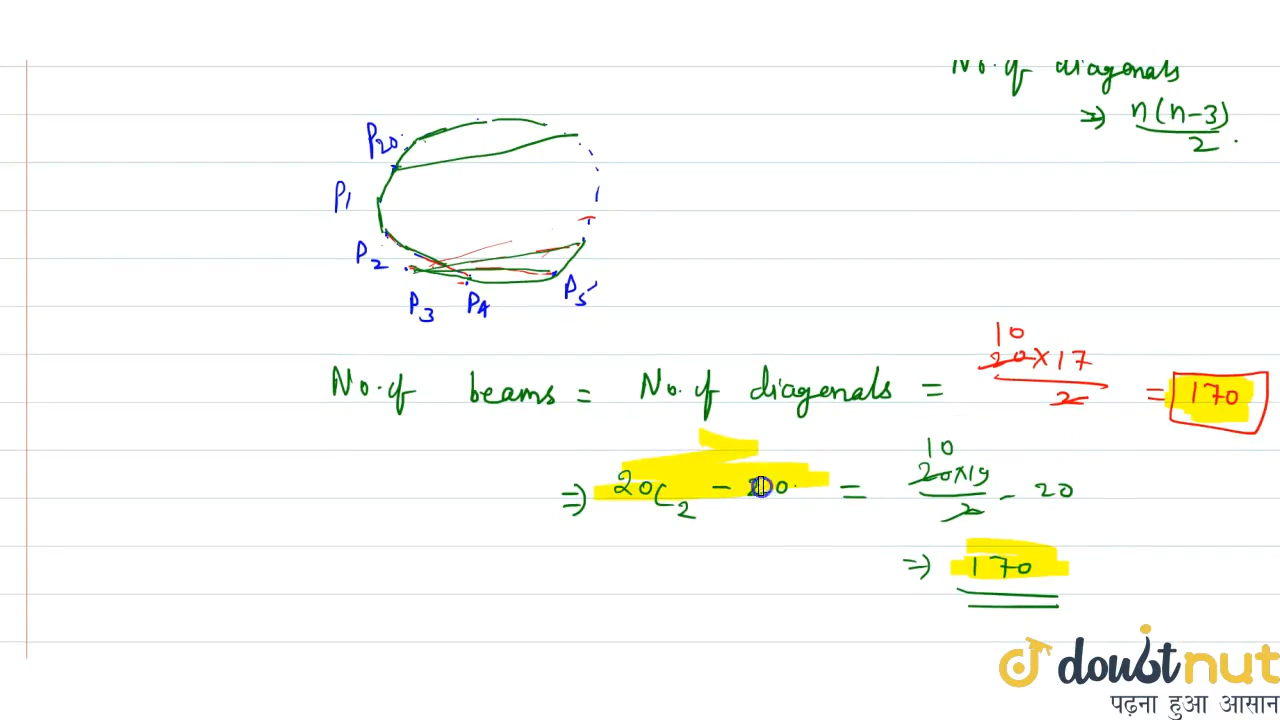 No. of diagonals
=> n(n-3)
2 .
P20
P1
P2
P3 P4 P5
10
20×17
No. of beams = No. of diagonals = 2 = 170
10
20×19
=> 20C2 - 20 = 2 - 20
=> 170
doubtnut
पढ़ना हुआ आसान